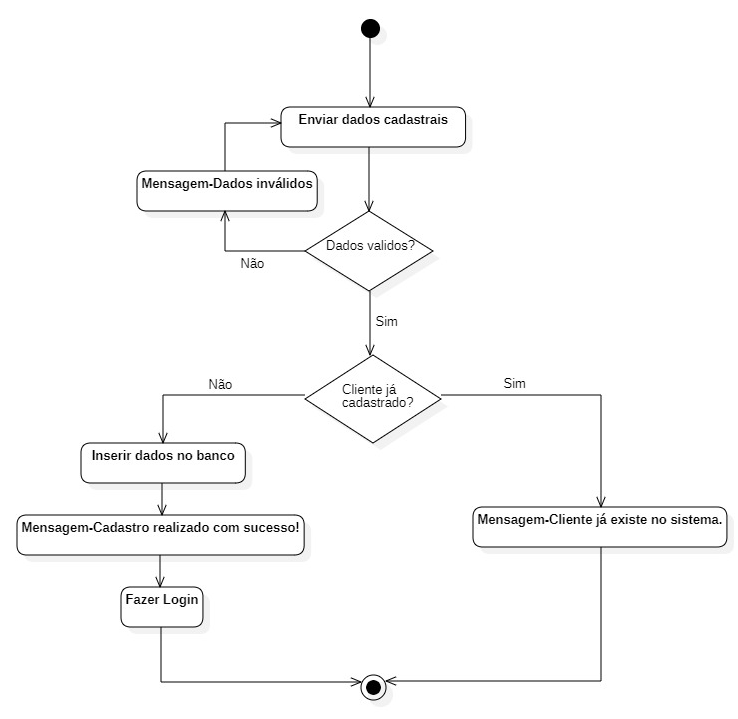 Enviar dados cadastrais
Mensagem-Dados inválidos
Dados validos?
Não
Sim
Não
Sim
Cliente já
cadastrado?
Inserir dados no banco
Mensagem-Cadastro realizado com sucesso!
Mensagem-Cliente já existe no sistema.
Fazer Login